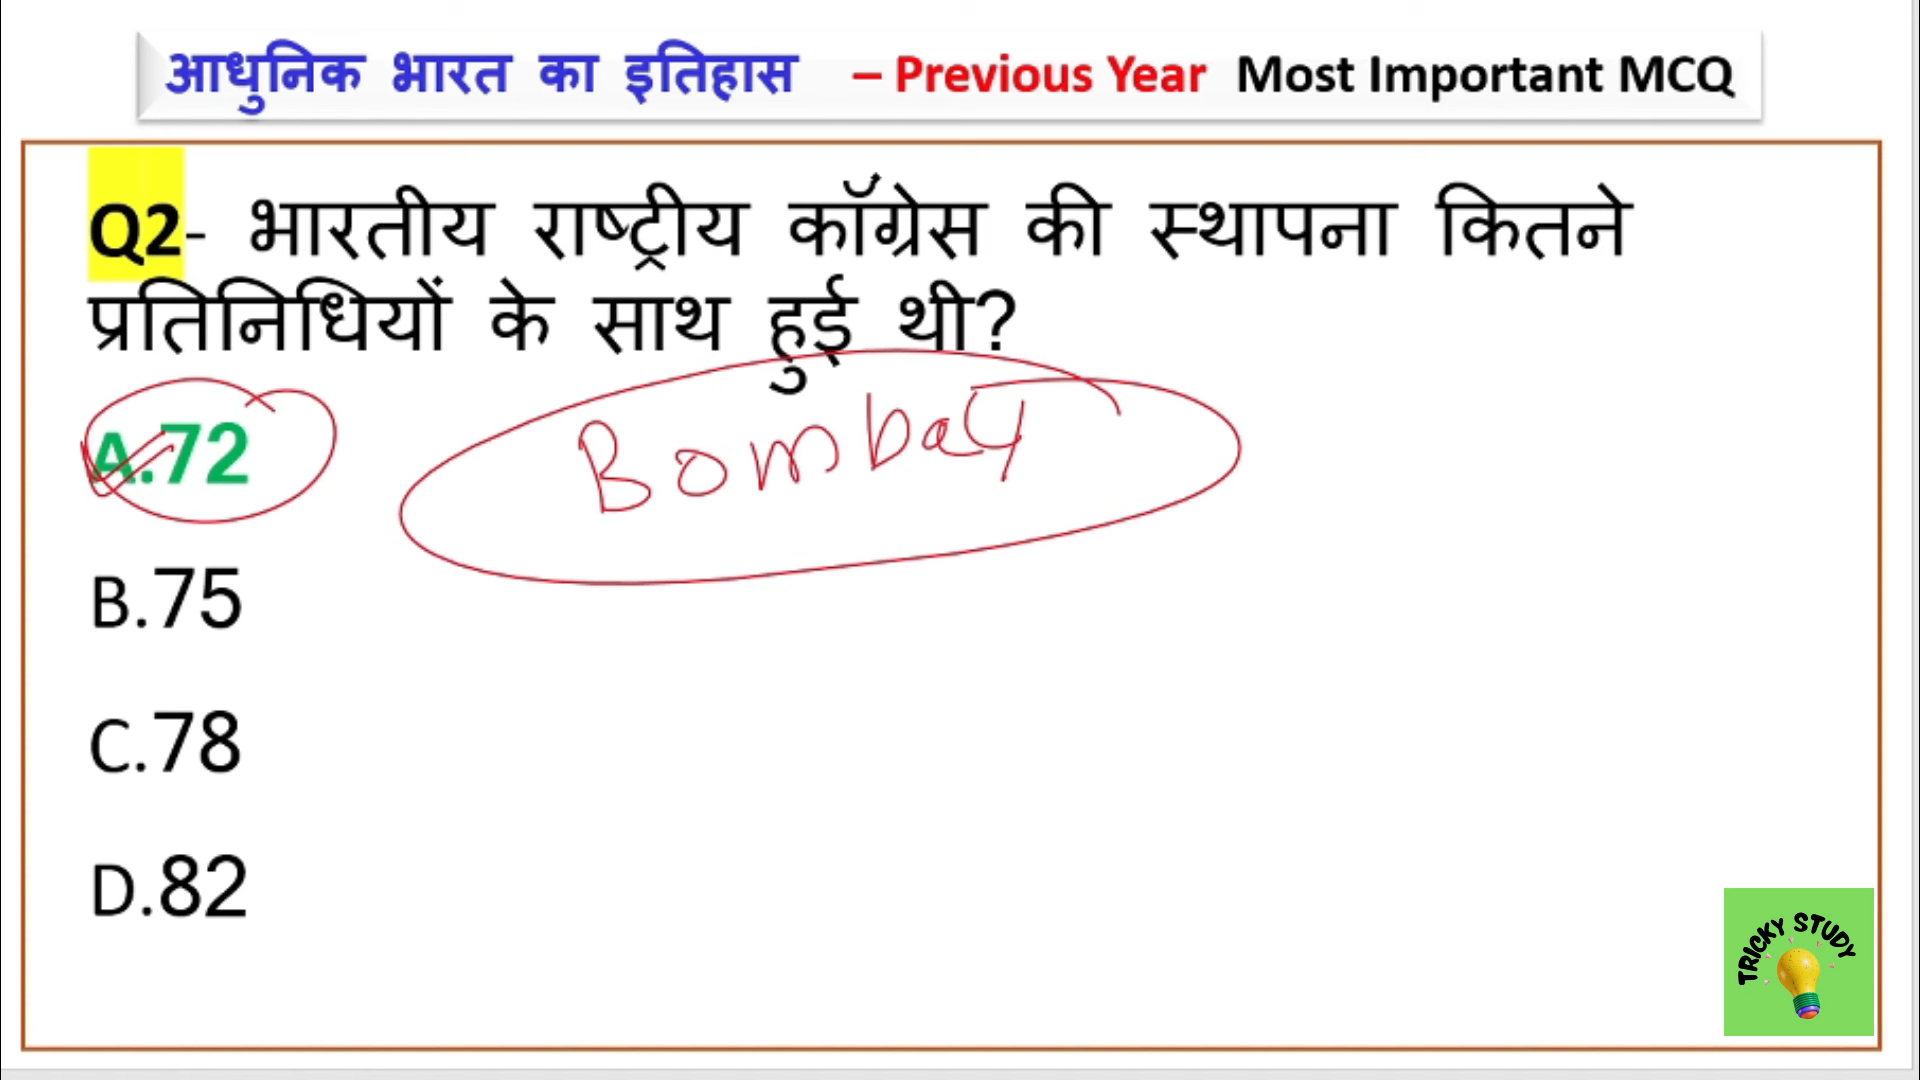 आधुनिक भारत का इतिहास – Previous Year Most Important MCQ
Q2- भारतीय राष्ट्रीय कॉग्रेस की स्थापना कितने
प्रतिनिधियों के साथ हुई थी?
A.72
Bombay
B.75
C.78
D.82
TRICKY STUDY